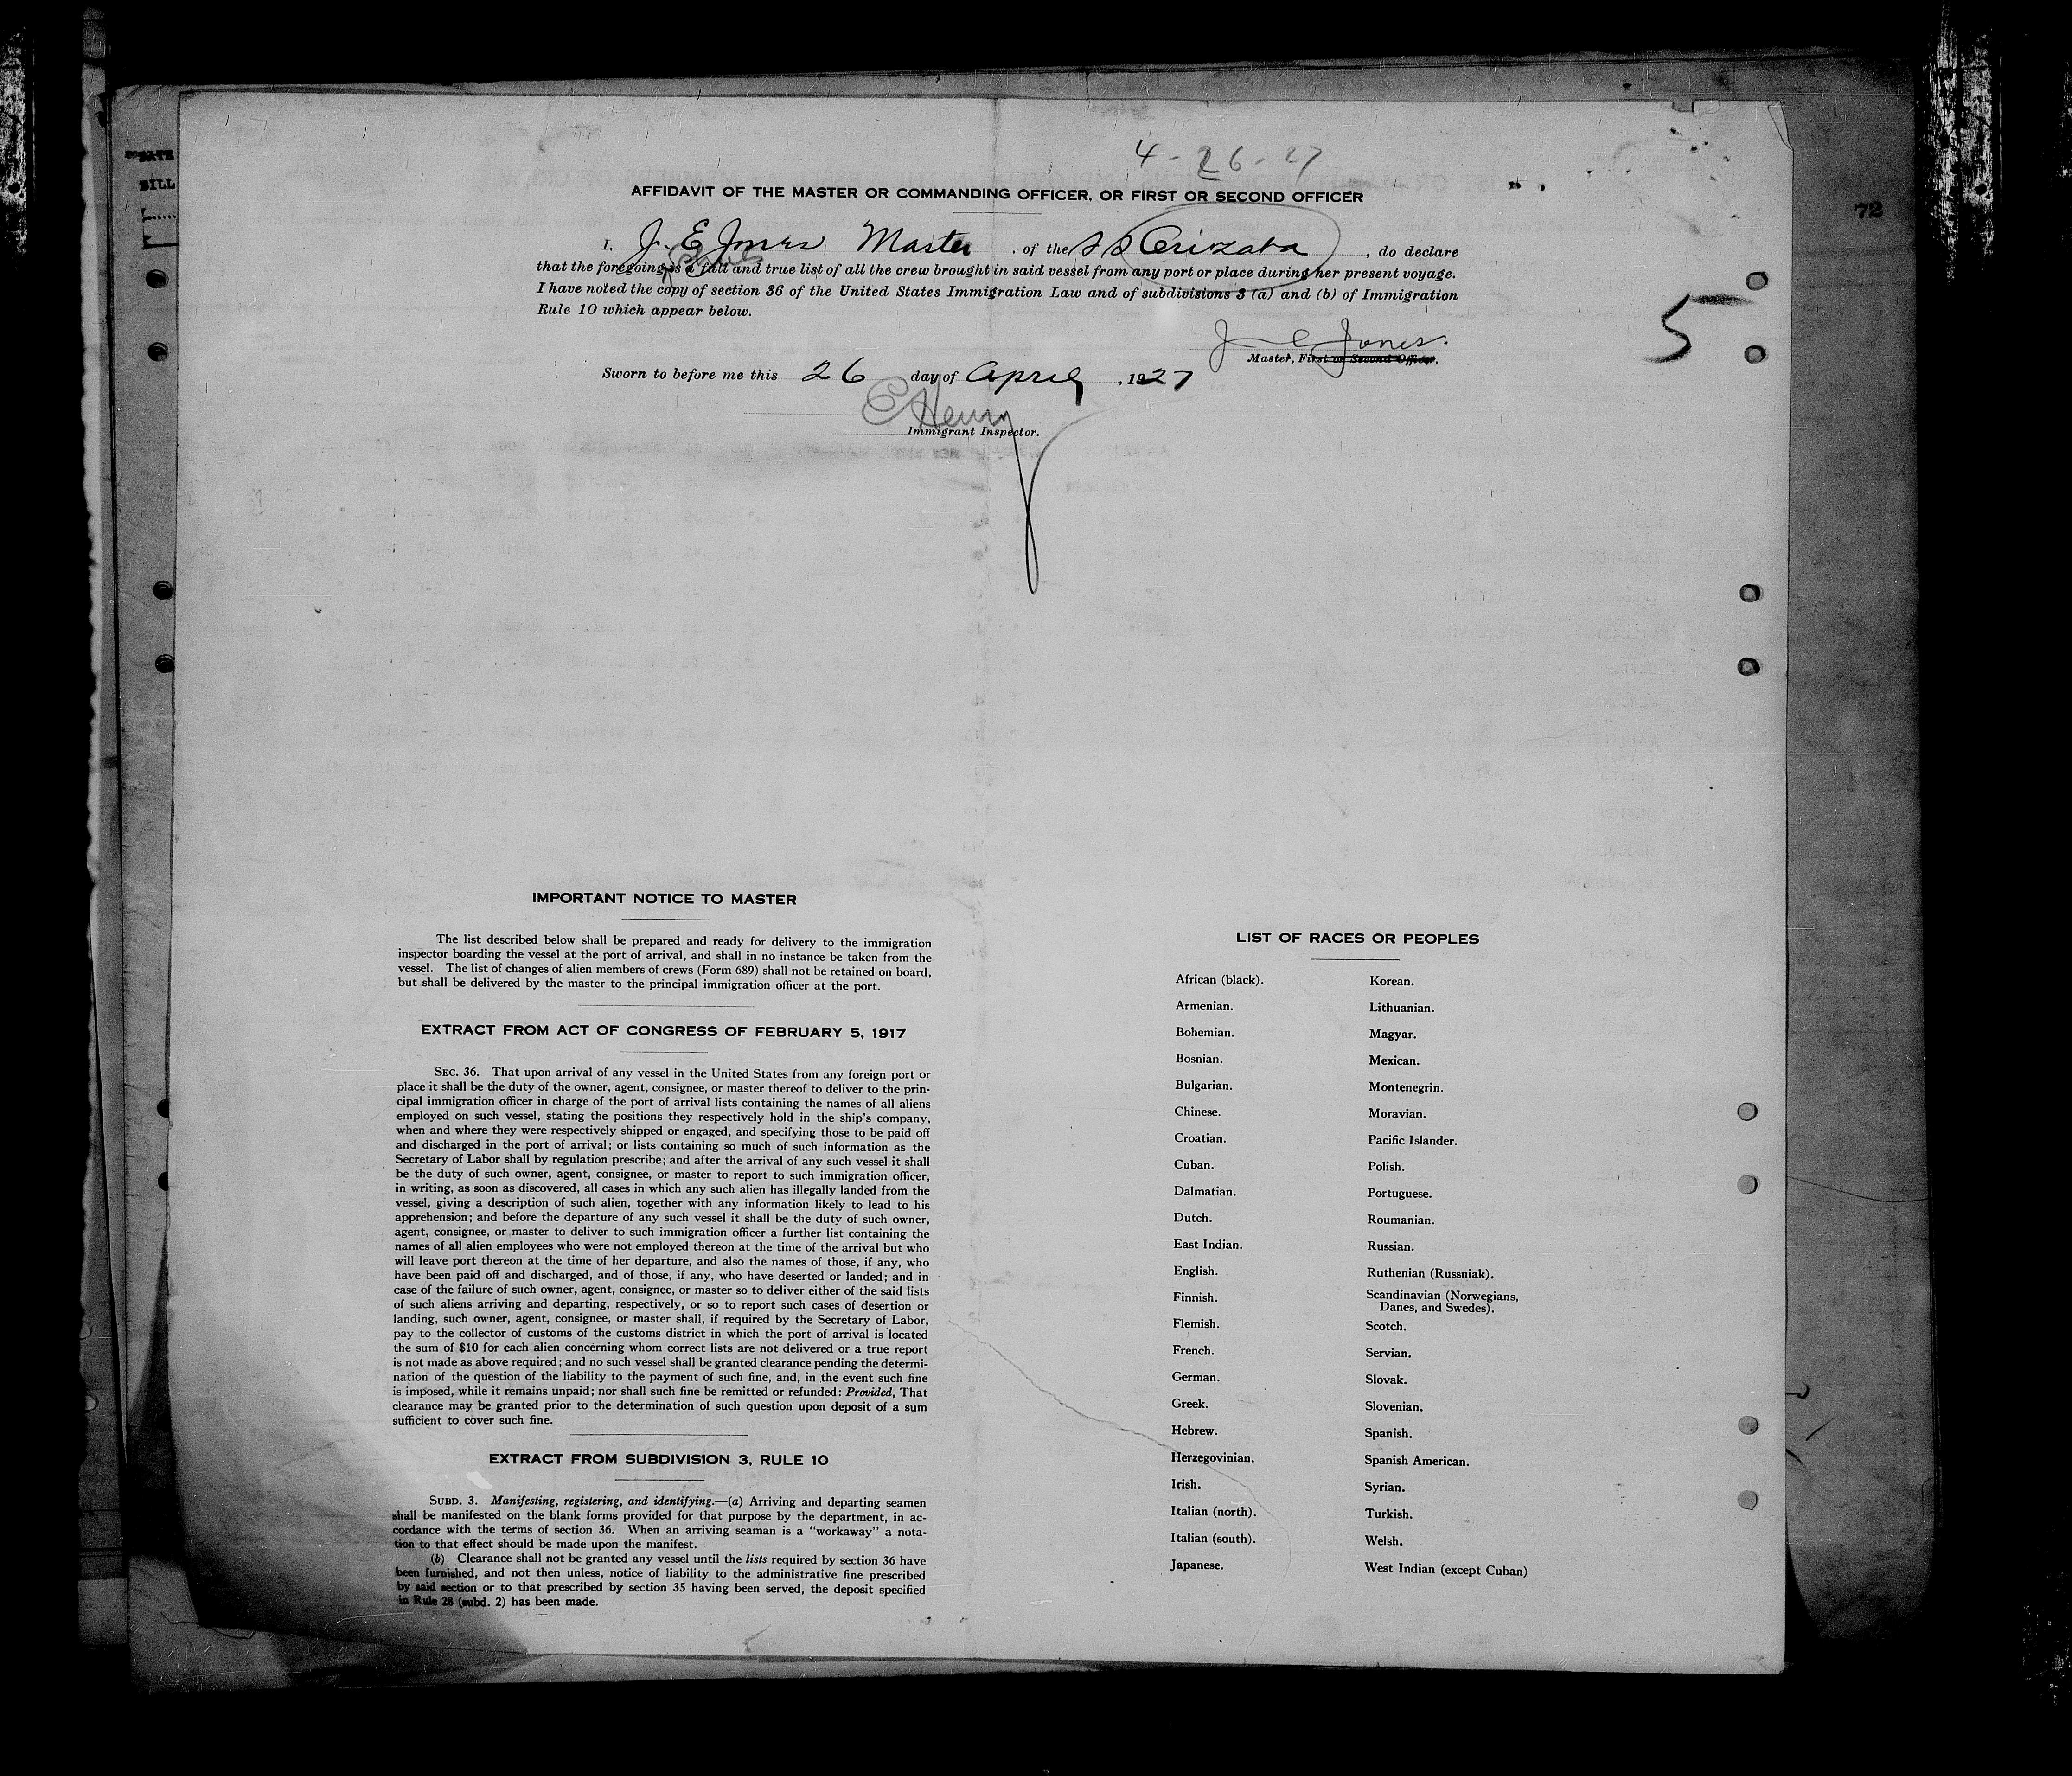 4-26-27
AFFIDAVIT OF THE MASTER OR COMMANDING OFFICER, OR FIRST OR SECOND OFFICER
I, J. E. Jones Master, of the SS Orizaba, do declare
that the foregoing is a full and true list of all the crew brought in said vessel from any port or place during her present voyage.
I have noted the copy of section 36 of the United States Immigration Law and of subdivisions 3 (a) and (b) of Immigration
Rule 10 which appear below.
5
J E Jones.
Master, First or Second Officer.
Sworn to before me this 26 day of April, 1927
E Henry
Immigrant Inspector.
72
DATE
BILL
IMPORTANT NOTICE TO MASTER
The list described below shall be prepared and ready for delivery to the immigration
inspector boarding the vessel at the port of arrival, and shall in no instance be taken from the
vessel. The list of changes of alien members of crews (Form 689) shall not be retained on board,
but shall be delivered by the master to the principal immigration officer at the port.
EXTRACT FROM ACT OF CONGRESS OF FEBRUARY 5, 1917
SEC. 36. That upon arrival of any vessel in the United States from any foreign port or
place it shall be the duty of the owner, agent, consignee, or master thereof to deliver to the prin-
cipal immigration officer in charge of the port of arrival lists containing the names of all aliens
employed on such vessel, stating the positions they respectively hold in the ship's company,
when and where they were respectively shipped or engaged, and specifying those to be paid off
and discharged in the port of arrival; or lists containing so much of such information as the
Secretary of Labor shall by regulation prescribe; and after the arrival of any such vessel it shall
be the duty of such owner, agent, consignee, or master to report to such immigration officer,
in writing, as soon as discovered, all cases in which any such alien has illegally landed from the
vessel, giving a description of such alien, together with any information likely to lead to his
apprehension; and before the departure of any such vessel it shall be the duty of such owner,
agent, consignee, or master to deliver to such immigration officer a further list containing the
names of all alien employees who were not employed thereon at the time of the arrival but who
will leave port thereon at the time of her departure, and also the names of those, if any, who
have been paid off and discharged, and of those, if any, who have deserted or landed; and in
case of the failure of such owner, agent, consignee, or master so to deliver either of the said lists
of such aliens arriving and departing, respectively, or so to report such cases of desertion or
landing, such owner, agent, consignee, or master shall, if required by the Secretary of Labor,
pay to the collector of customs of the customs district in which the port of arrival is located
the sum of $10 for each alien concerning whom correct lists are not delivered or a true report
is not made as above required; and no such vessel shall be granted clearance pending the determi-
nation of the question of the liability to the payment of such fine, and, in the event such fine
is imposed, while it remains unpaid; nor shall such fine be remitted or refunded: Provided, That
clearance may be granted prior to the determination of such question upon deposit of a sum
sufficient to cover such fine.
EXTRACT FROM SUBDIVISION 3, RULE 10
SUBD. 3. Manifesting, registering, and identifying.—(a) Arriving and departing seamen
shall be manifested on the blank forms provided for that purpose by the department, in ac-
cordance with the terms of section 36. When an arriving seaman is a "workaway" a nota-
tion to that effect should be made upon the manifest.
(b) Clearance shall not be granted any vessel until the lists required by section 36 have
been furnished, and not then unless, notice of liability to the administrative fine prescribed
by said section or to that prescribed by section 35 having been served, the deposit specified
in Rule 28 (subd. 2) has been made.
LIST OF RACES OR PEOPLES
African (black).
Armenian.
Bohemian.
Bosnian.
Bulgarian.
Chinese.
Croatian.
Cuban.
Dalmatian.
Dutch.
East Indian.
English.
Finnish.
Flemish.
French.
German.
Greek.
Hebrew.
Herzegovinian.
Irish.
Italian (north).
Italian (south).
Japanese.
Korean.
Lithuanian.
Magyar.
Mexican.
Montenegrin.
Moravian.
Pacific Islander.
Polish.
Portuguese.
Roumanian.
Russian.
Ruthenian (Russniak).
Scandinavian (Norwegians,
Danes, and Swedes).
Scotch.
Servian.
Slovak.
Slovenian.
Spanish.
Spanish American.
Syrian.
Turkish.
Welsh.
West Indian (except Cuban)